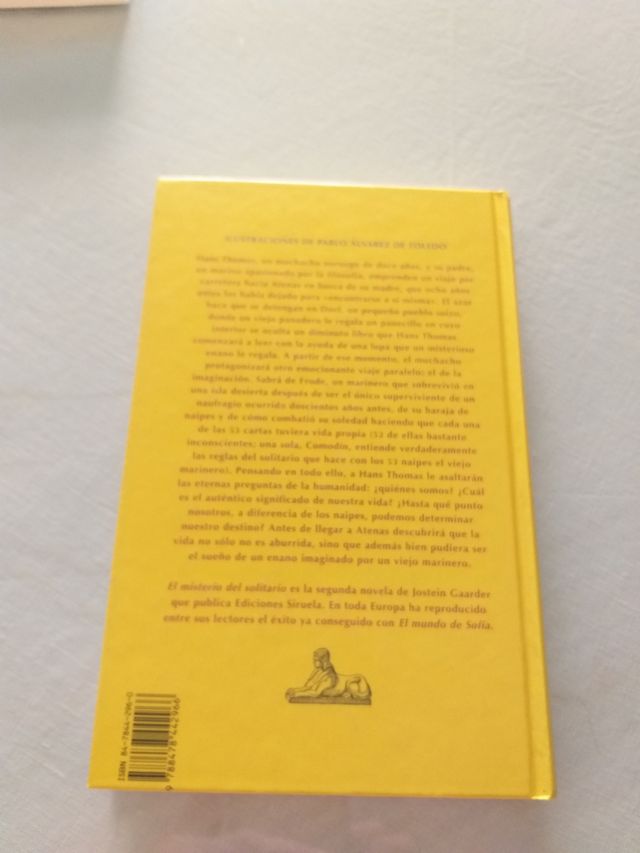 ILUSTRACIONES DE PABLO ÁLVAREZ DE TOLEDO
Hans Thomas, un muchacho noruego de doce años, y su padre,
un marino apasionado por la filosofía, emprenden un viaje por
carretera hacia Atenas en busca de su madre, que ocho años
antes los había dejado para «encontrarse a sí misma». El azar
hace que se detengan en Dorf, un pequeño pueblo suizo,
donde un viejo panadero le regala un panecillo en cuyo
interior se oculta un diminuto libro que Hans Thomas
comenzará a leer con la ayuda de una lupa que un misterioso
enano le regala. A partir de ese momento, el muchacho
protagonizará otro emocionante viaje paralelo; el de la
imaginación. Sabrá de Frode, un marinero que sobrevivió en
una isla desierta después de ser el único superviviente de un
naufragio ocurrido doscientos años antes, de su baraja de
naipes y de cómo combatió su soledad haciendo que cada una
de las 53 cartas tuviera vida propia (52 de ellas bastante
inconscientes; una sola, Comodín, entiende verdaderamente
las reglas del solitario que hace con los 53 naipes el viejo
marinero). Pensando en todo ello, a Hans Thomas le asaltarán
las eternas preguntas de la humanidad: ¿quiénes somos? ¿Cuál
es el auténtico significado de nuestra vida? ¿Hasta qué punto
nosotros, a diferencia de los naipes, podemos determinar
nuestro destino? Antes de llegar a Atenas descubrirá que la
vida no sólo no es aburrida, sino que además bien pudiera ser
el sueño de un enano imaginado por un viejo marinero.
El misterio del solitario es la segunda novela de Jostein Gaarder
que publica Ediciones Siruela. En toda Europa ha reproducido
entre sus lectores el éxito ya conseguido con El mundo de Sofía.
ISBN 84-7844-296-0
9 788478 442966